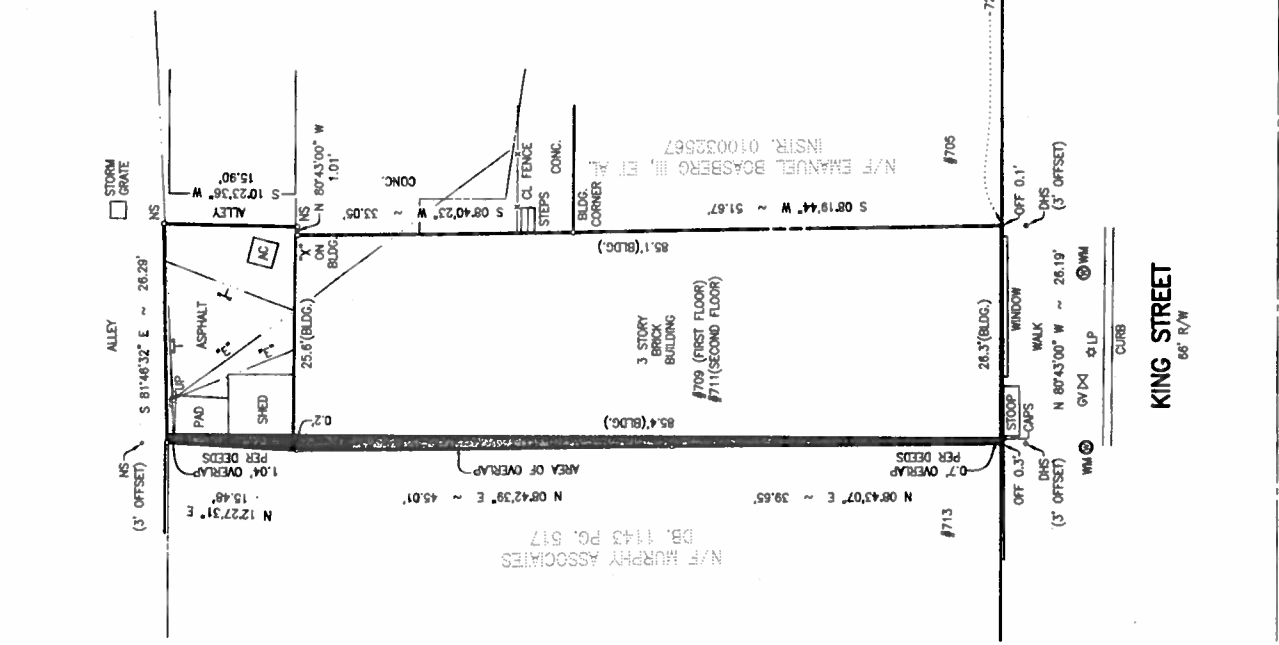 STORM
GRATE
NS
S 10°23'36" W
15.90'
ALLEY
NS
N 80°43'00" W
1.01'
"X"
ON
BLDG.
CONC.
S 08°40'23" W ~ 33.05'
CL FENCE
STEPS
CONC.
BLDG.
CORNER
N/F EMANUEL BOASBERG III, ET AL
INSTR. 010032567
S 08°19'44" W ~ 51.67'
#705
OFF 0.1'
DHS
(3' OFFSET)
ALLEY
S 81°46'32" E ~ 26.29'
AC
ASPHALT
"E"
"E"
T
UP
PAD
SHED
25.6'(BLDG.)
85.1'(BLDG.)
3 STORY
BRICK
BUILDING
#709 (FIRST FLOOR)
#711(SECOND FLOOR)
26.3'(BLDG.)
0.2'
85.4'(BLDG.)
WINDOW
WALK
STOOP
CAPS
N 80°43'00" W ~ 26.19'
WM
LP
GV
WM
CURB
KING STREET
66' R/W
NS
(3' OFFSET)
1.04' OVERLAP
PER DEEDS
N 12°27'31" E
15.48'
AREA OF OVERLAP
N 08°42'39" E ~ 45.01'
N 08°43'07" E ~ 39.65'
0.7' OVERLAP
PER DEEDS
#713
OFF 0.3'
DHS
(3' OFFSET)
N/F MURPHY ASSOCIATES
DB. 1143 PG. 517